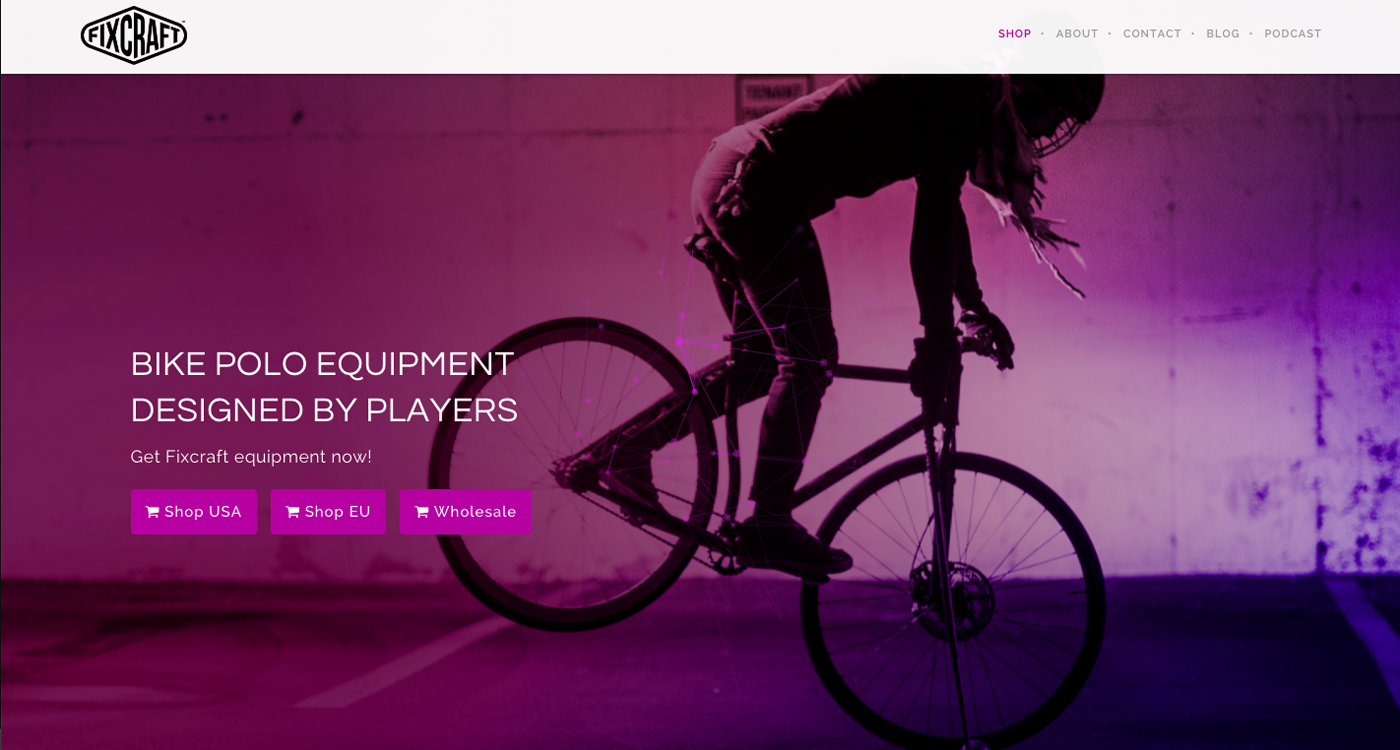 FIXCRAFT
SHOP • ABOUT • CONTACT • BLOG • PODCAST
TENANT
BIKE POLO EQUIPMENT
DESIGNED BY PLAYERS
Get Fixcraft equipment now!
Shop USA Shop EU Wholesale